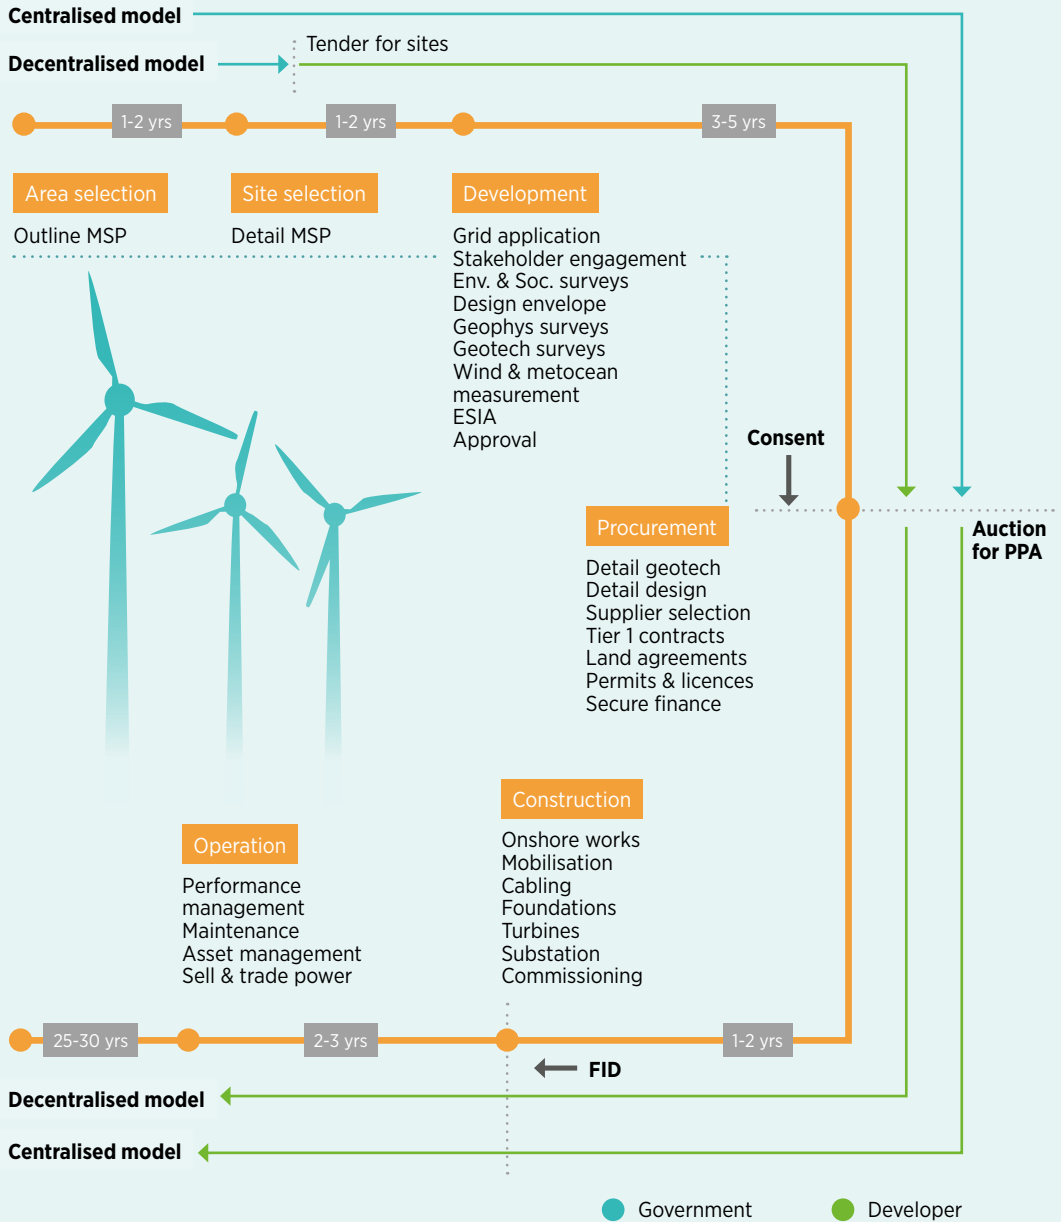 Centralised model
Decentralised model
Tender for sites
1-2 yrs
1-2 yrs
3-5 yrs
Area selection
Outline MSP
Site selection
Detail MSP
Development
Grid application
Stakeholder engagement
Env. & Soc. surveys
Design envelope
Geophys surveys
Geotech surveys
Wind & metocean
measurement
ESIA
Approval
Consent
Auction
for PPA
Procurement
Detail geotech
Detail design
Supplier selection
Tier 1 contracts
Land agreements
Permits & licences
Secure finance
Construction
Onshore works
Mobilisation
Cabling
Foundations
Turbines
Substation
Commissioning
Operation
Performance
management
Maintenance
Asset management
Sell & trade power
25-30 yrs
2-3 yrs
1-2 yrs
FID
Decentralised model
Centralised model
Government
Developer